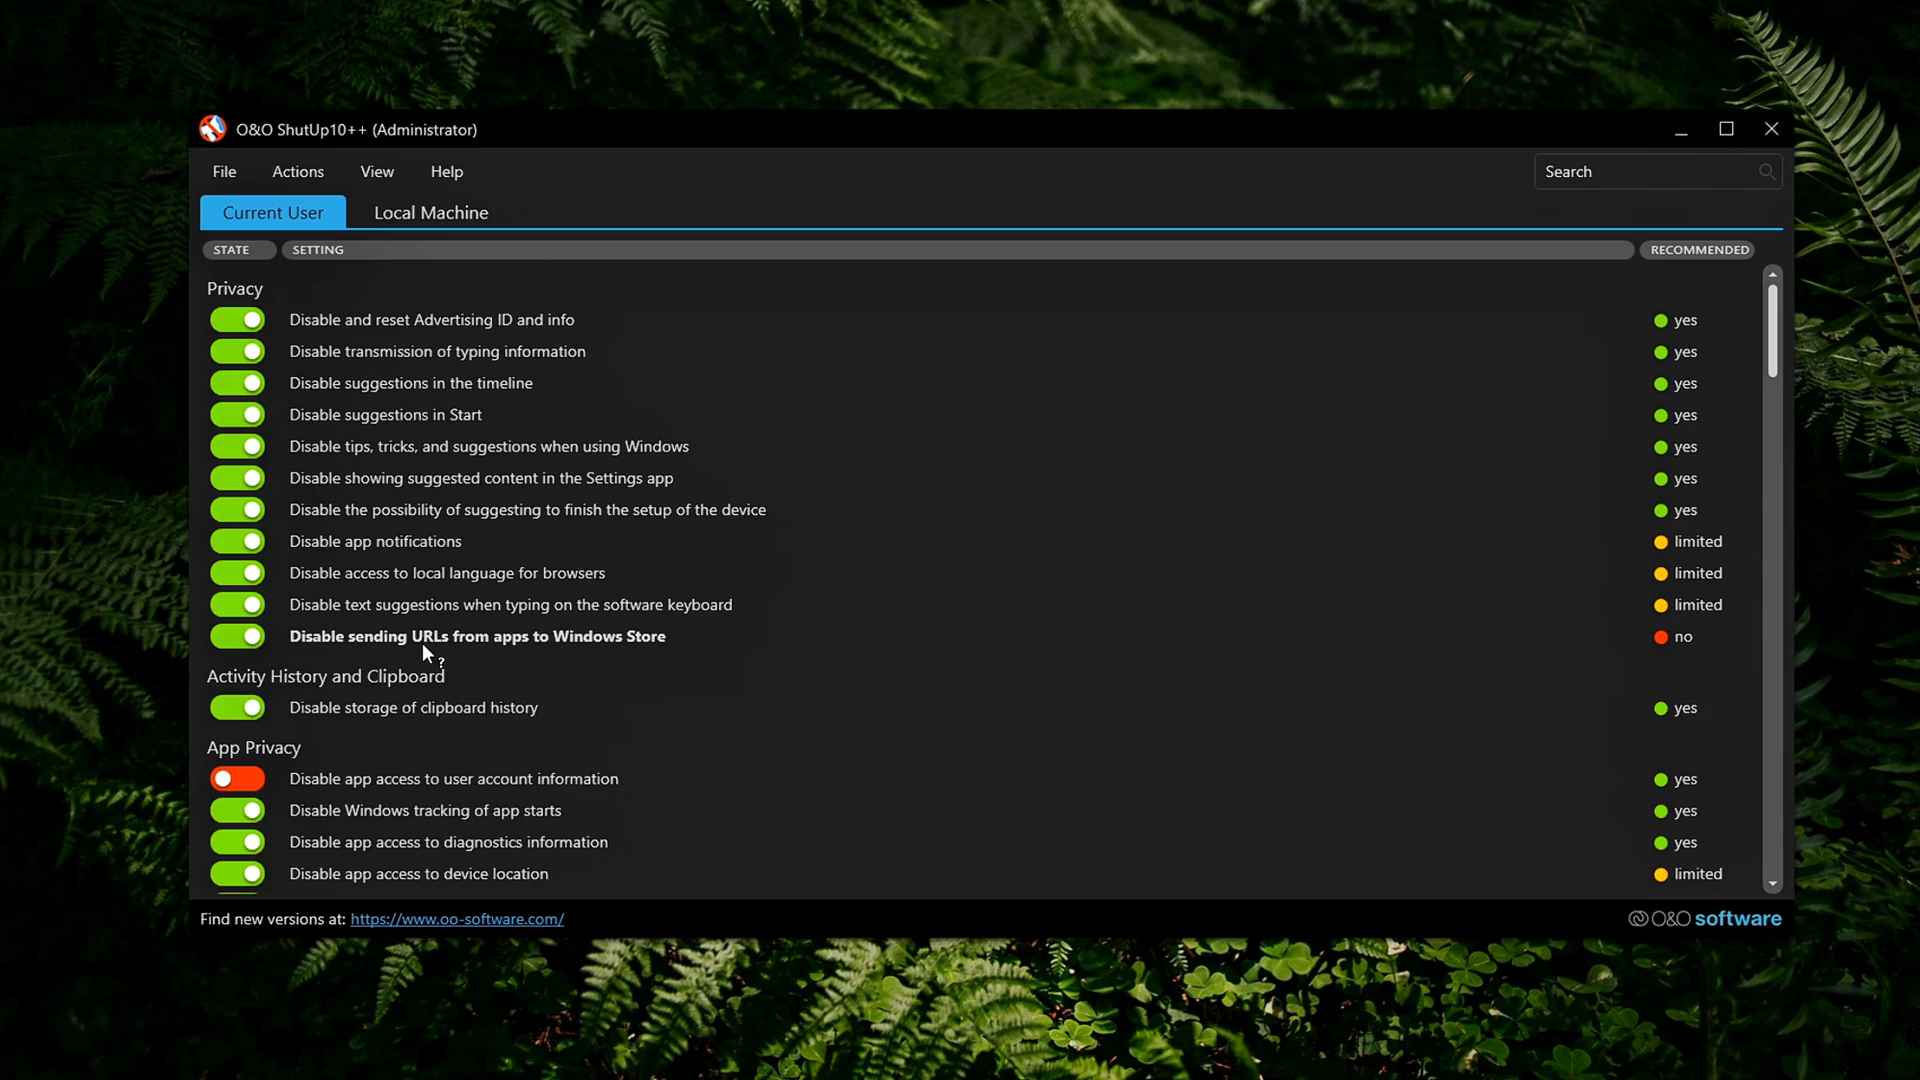 O&O ShutUp10++ (Administrator)
File Actions View Help Search
Current User Local Machine
STATE SETTING RECOMMENDED
Privacy
Disable and reset Advertising ID and info yes
Disable transmission of typing information yes
Disable suggestions in the timeline yes
Disable suggestions in Start yes
Disable tips, tricks, and suggestions when using Windows yes
Disable showing suggested content in the Settings app yes
Disable the possibility of suggesting to finish the setup of the device yes
Disable app notifications limited
Disable access to local language for browsers limited
Disable text suggestions when typing on the software keyboard limited
Disable sending URLs from apps to Windows Store no
Activity History and Clipboard
Disable storage of clipboard history yes
App Privacy
Disable app access to user account information yes
Disable Windows tracking of app starts yes
Disable app access to diagnostics information yes
Disable app access to device location limited
Find new versions at: https://www.oo-software.com/ O&O software